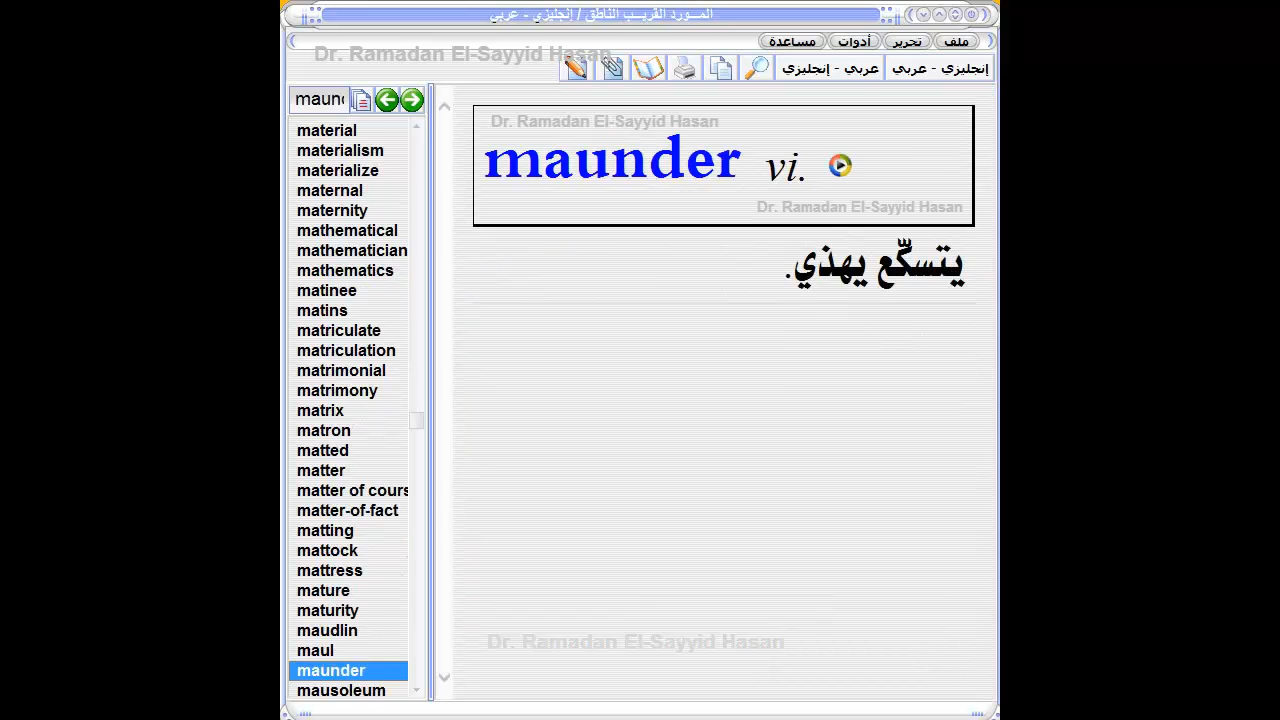 المـــورد القريـــب الناطق / إنجليزي - عربي
ملف تحرير أدوات مساعدة
Dr. Ramadan El-Sayyid Hasan
إنجليزي - عربي عربي - إنجليزي
maund
material
materialism
materialize
maternal
maternity
mathematical
mathematician
mathematics
matinee
matins
matriculate
matriculation
matrimonial
matrimony
matrix
matron
matted
matter
matter of cours
matter-of-fact
matting
mattock
mattress
mature
maturity
maudlin
maul
maunder
mausoleum
Dr. Ramadan El-Sayyid Hasan
maunder vi.
Dr. Ramadan El-Sayyid Hasan
يتسكّع يهذي.
Dr. Ramadan El-Sayyid Hasan